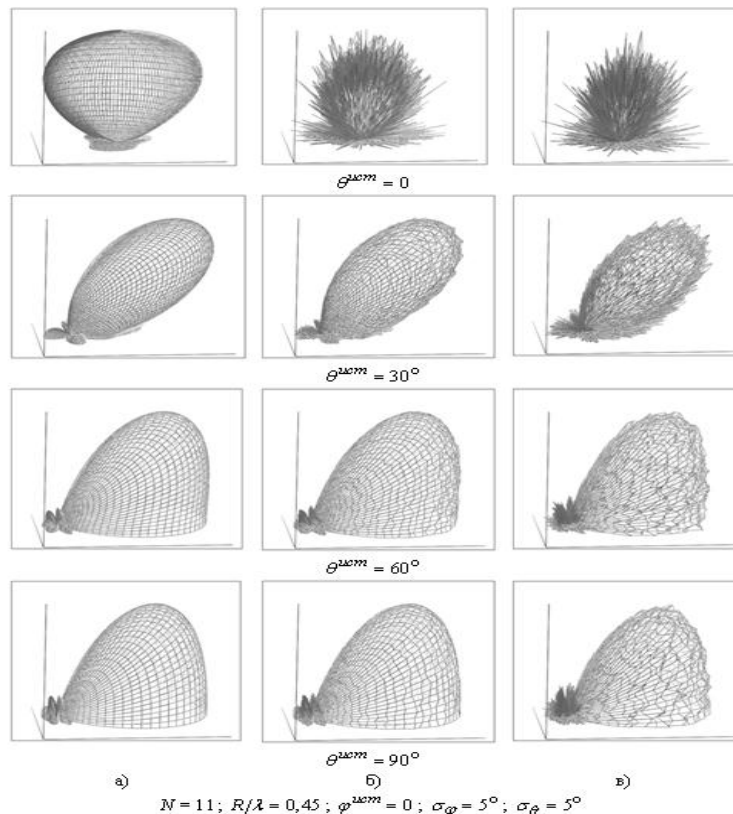 θ^{ист} = 0
θ^{ист} = 30°
θ^{ист} = 60°
θ^{ист} = 90°
а) б) в)
N = 11 ; R/λ = 0,45 ; φ^{ист} = 0 ; σ_φ = 5° ; σ_θ = 5°